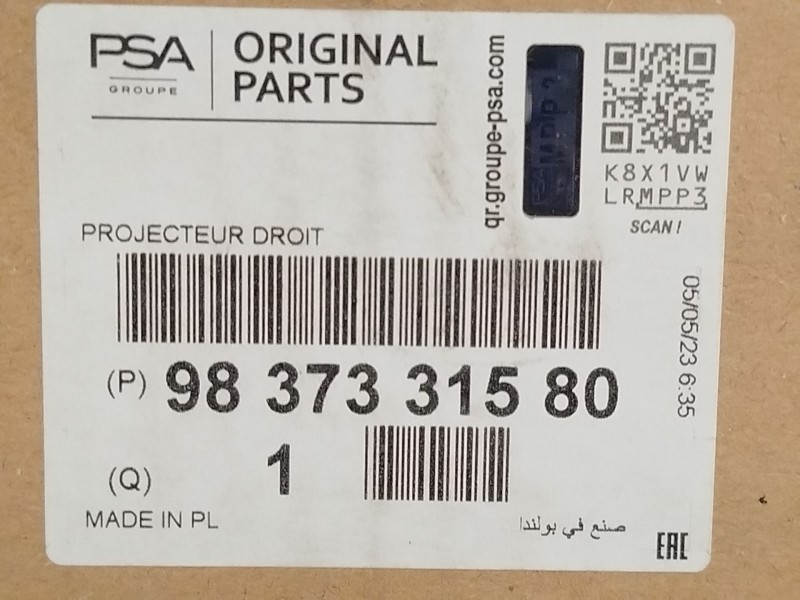 PSA
GROUPE
ORIGINAL
PARTS
qr.groupe-psa.com
K8X1VW
LRMPP3
SCAN!
PROJECTEUR DROIT
(P) 98 373 315 80
05/05/23 6:35
(Q) 1
MADE IN PL
صنع في بولندا
EAC